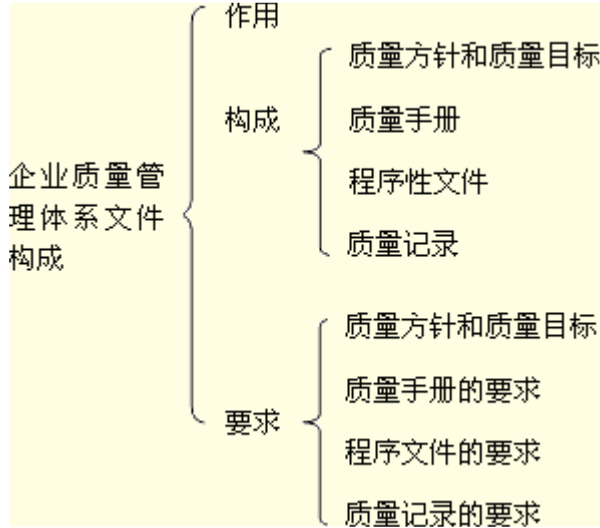 企业质量管
理体系文件
构成
作用
构成
质量方针和质量目标
质量手册
程序性文件
质量记录
要求
质量方针和质量目标
质量手册的要求
程序文件的要求
质量记录的要求